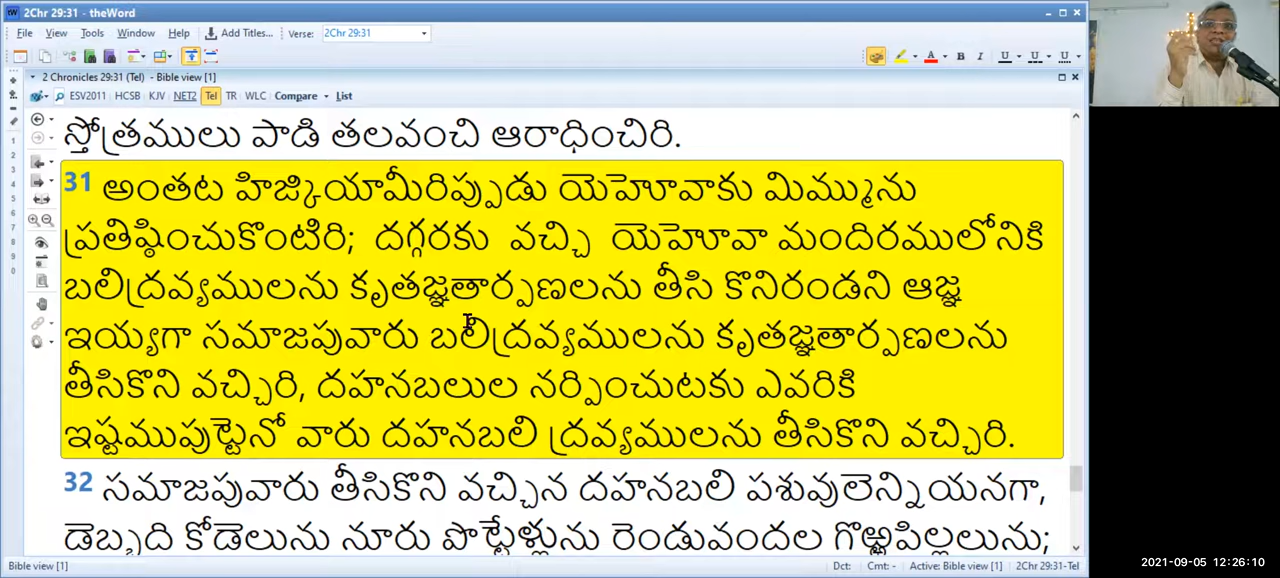 2Chr 29:31 - theWord
File View Tools Window Help Add Titles... Verse: 2Chr 29:31
2 Chronicles 29:31 (Tel) - Bible view [1]
ESV2011 HCSB KJV NET2 Tel TR WLC Compare List
స్తోత్రములు పాడి తలవంచి ఆరాధించిరి.
31 అంతట హిజ్కియామీరిప్పుడు యెహోవాకు మిమ్మును
ప్రతిష్ఠించుకొంటిరి; దగ్గరకు వచ్చి యెహోవా మందిరములోనికి
బలిద్రవ్యములను కృతజ్ఞతార్పణలను తీసి కొనిరండని ఆజ్ఞ
ఇయ్యగా సమాజపువారు బలిద్రవ్యములను కృతజ్ఞతార్పణలను
తీసికొని వచ్చిరి, దహనబలుల నర్పించుటకు ఎవరికి
ఇష్టముపుట్టెనో వారు దహనబలి ద్రవ్యములను తీసికొని వచ్చిరి.
32 సమాజపువారు తీసికొని వచ్చిన దహనబలి పశువులెన్నియనగా,
డెబ్బది కోడెలును నూరు పొట్టేళ్లును రెండువందల గొఱ్ఱపిల్లలును;
Bible view [1] Dct: Cmt: - Active: Bible view [1] 2Chr 29:31-Tel
2021-09-05 12:26:10